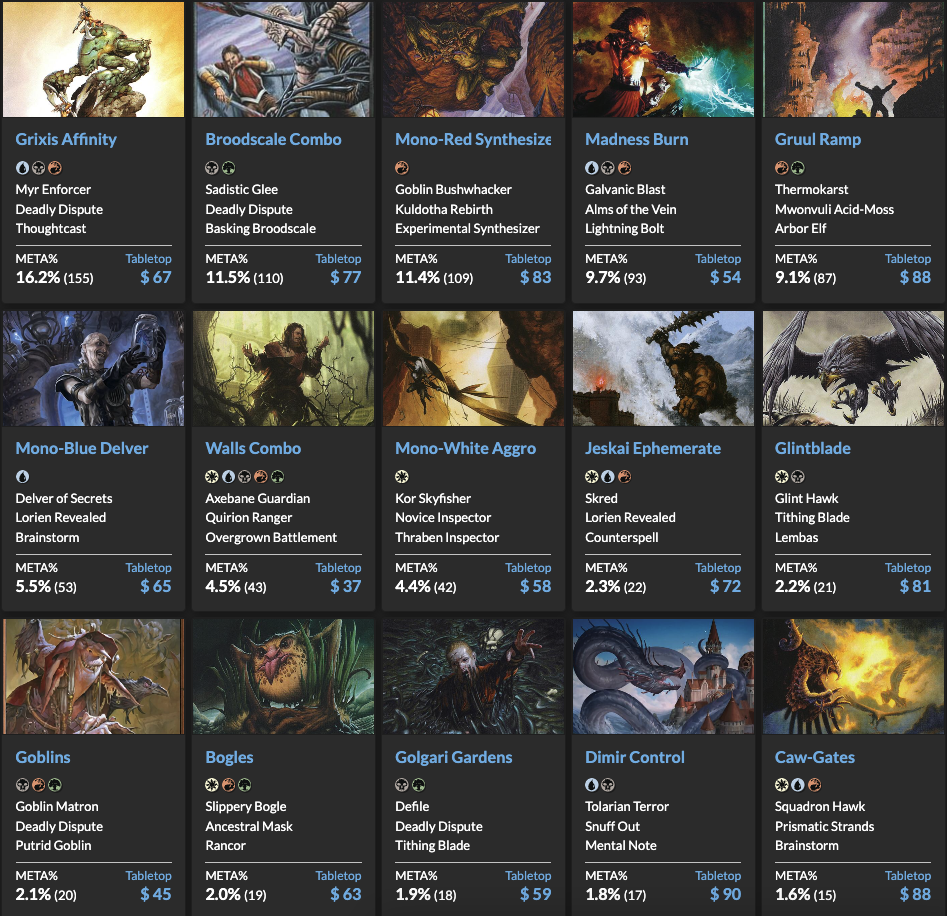 Grixis Affinity
Myr Enforcer
Deadly Dispute
Thoughtcast
META% Tabletop
16.2% (155) $ 67
Broodscale Combo
Sadistic Glee
Deadly Dispute
Basking Broodscale
META% Tabletop
11.5% (110) $ 77
Mono-Red Synthesize
Goblin Bushwhacker
Kuldotha Rebirth
Experimental Synthesizer
META% Tabletop
11.4% (109) $ 83
Madness Burn
Galvanic Blast
Alms of the Vein
Lightning Bolt
META% Tabletop
9.7% (93) $ 54
Gruul Ramp
Thermokarst
Mwonvuli Acid-Moss
Arbor Elf
META% Tabletop
9.1% (87) $ 88
Mono-Blue Delver
Delver of Secrets
Lorien Revealed
Brainstorm
META% Tabletop
5.5% (53) $ 65
Walls Combo
Axebane Guardian
Quirion Ranger
Overgrown Battlement
META% Tabletop
4.5% (43) $ 37
Mono-White Aggro
Kor Skyfisher
Novice Inspector
Thraben Inspector
META% Tabletop
4.4% (42) $ 58
Jeskai Ephemerate
Skred
Lorien Revealed
Counterspell
META% Tabletop
2.3% (22) $ 72
Glintblade
Glint Hawk
Tithing Blade
Lembas
META% Tabletop
2.2% (21) $ 81
Goblins
Goblin Matron
Deadly Dispute
Putrid Goblin
META% Tabletop
2.1% (20) $ 45
Bogles
Slippery Bogle
Ancestral Mask
Rancor
META% Tabletop
2.0% (19) $ 63
Golgari Gardens
Defile
Deadly Dispute
Tithing Blade
META% Tabletop
1.9% (18) $ 59
Dimir Control
Tolarian Terror
Snuff Out
Mental Note
META% Tabletop
1.8% (17) $ 90
Caw-Gates
Squadron Hawk
Prismatic Strands
Brainstorm
META% Tabletop
1.6% (15) $ 88